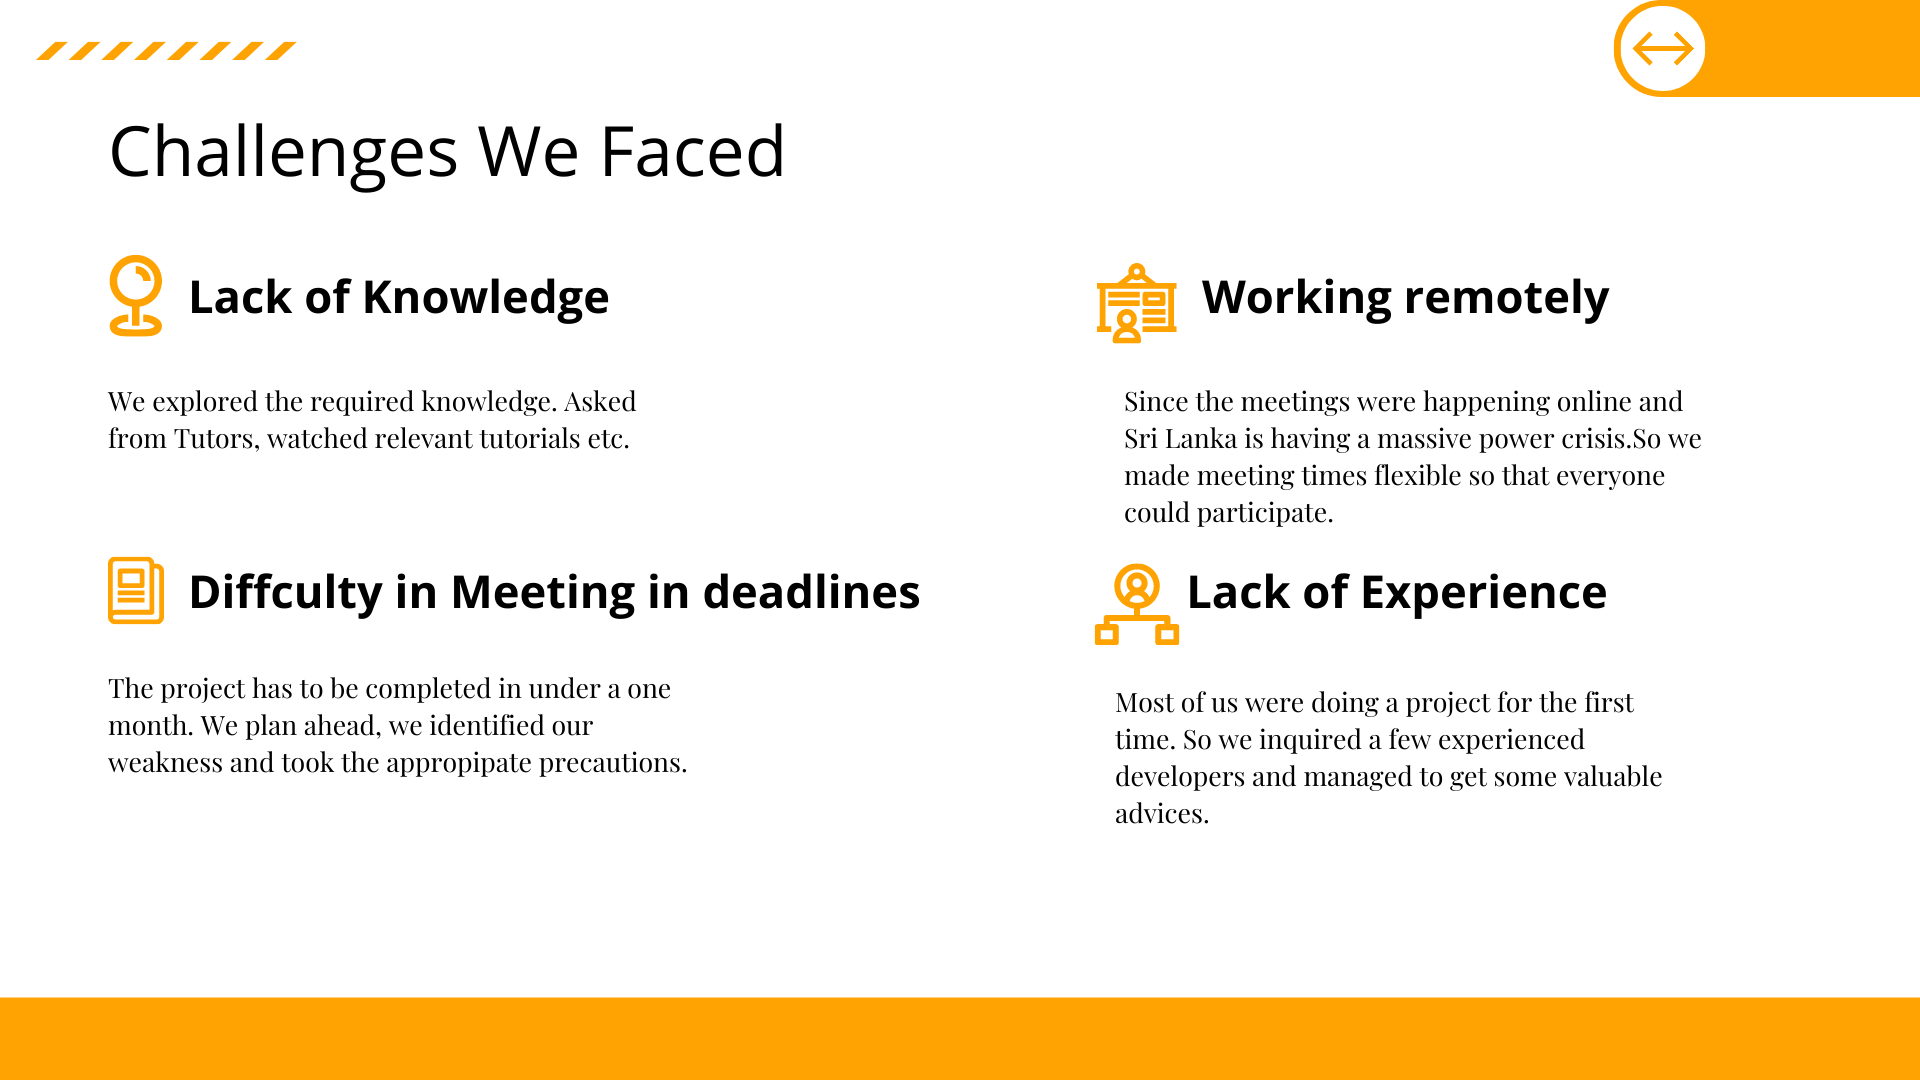 Challenges We Faced
Lack of Knowledge
We explored the required knowledge. Asked
from Tutors, watched relevant tutorials etc.
Working remotely
Since the meetings were happening online and
Sri Lanka is having a massive power crisis.So we
made meeting times flexible so that everyone
could participate.
Diffculty in Meeting in deadlines
The project has to be completed in under a one
month. We plan ahead, we identified our
weakness and took the appropipate precautions.
Lack of Experience
Most of us were doing a project for the first
time. So we inquired a few experienced
developers and managed to get some valuable
advices.